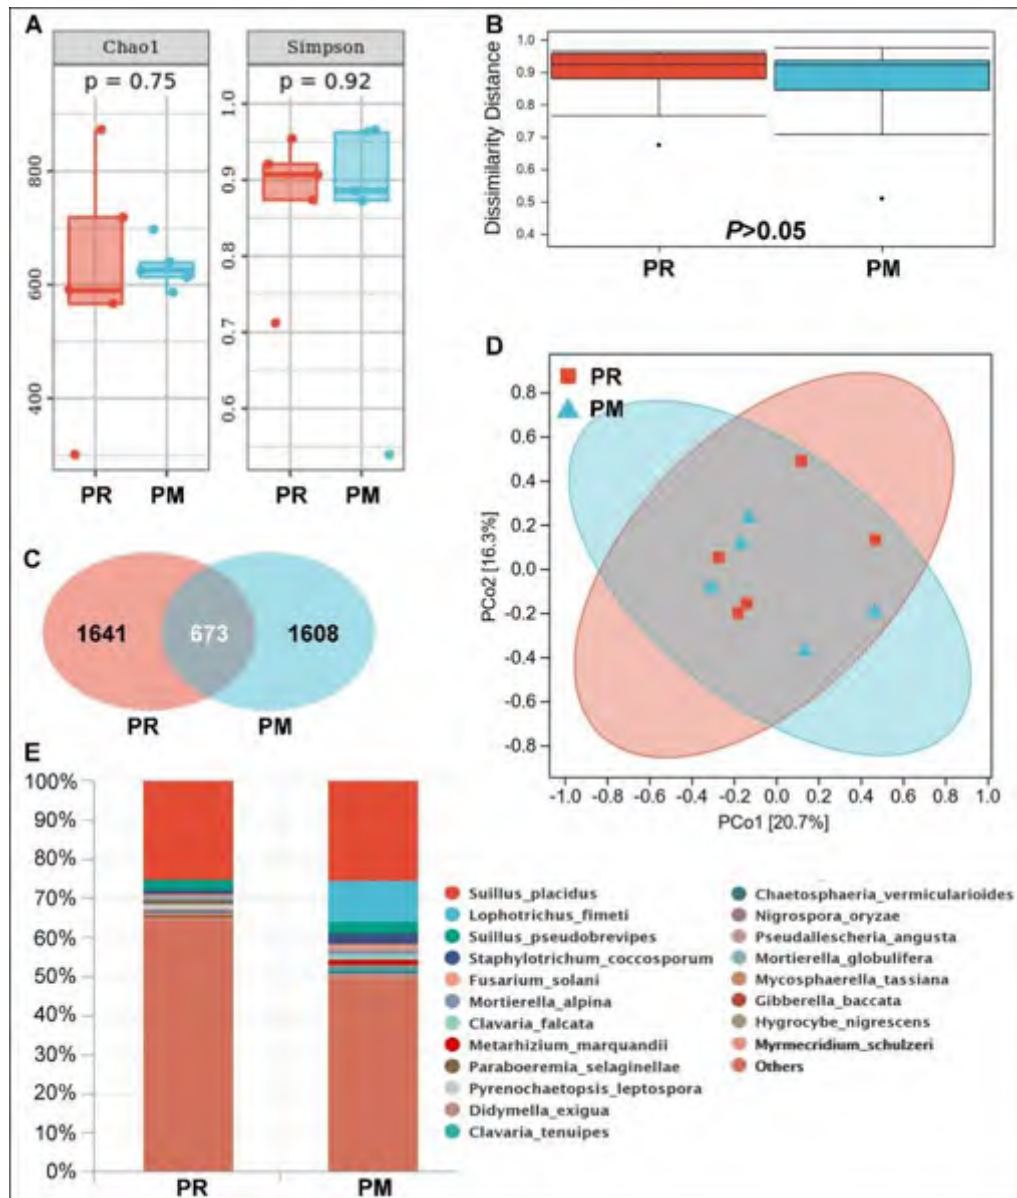 A
Chao1
Simpson
p = 0.75
p = 0.92
800
600
400
1.0
0.9
0.8
0.7
0.6
PR
PM
PR
PM
B
Dissimilarity Distance
1.0
0.9
0.8
0.7
0.6
0.5
0.4
P>0.05
PR
PM
C
1641
673
1608
PR
PM
D
PR
PM
PCo2 [16.3%]
0.8
0.6
0.4
0.2
0.0
-0.2
-0.4
-0.6
-0.8
-1.0 -0.8 -0.6 -0.4 -0.2 0.0 0.2 0.4 0.6 0.8 1.0
PCo1 [20.7%]
E
100%
90%
80%
70%
60%
50%
40%
30%
20%
10%
0%
PR
PM
Suillus_placidus
Lophotrichus_fimeti
Suillus_pseudobrevipes
Staphylotrichum_coccosporum
Fusarium_solani
Mortierella_alpina
Clavaria_falcata
Metarhizium_marquandii
Paraboeremia_selaginellae
Pyrenochaetopsis_leptospora
Didymella_exigua
Clavaria_tenuipes
Chaetosphaeria_vermicularioides
Nigrospora_oryzae
Pseudallescheria_angusta
Mortierella_globulifera
Mycosphaerella_tassiana
Gibberella_baccata
Hygrocybe_nigrescens
Myrmecridium_schulzeri
Others